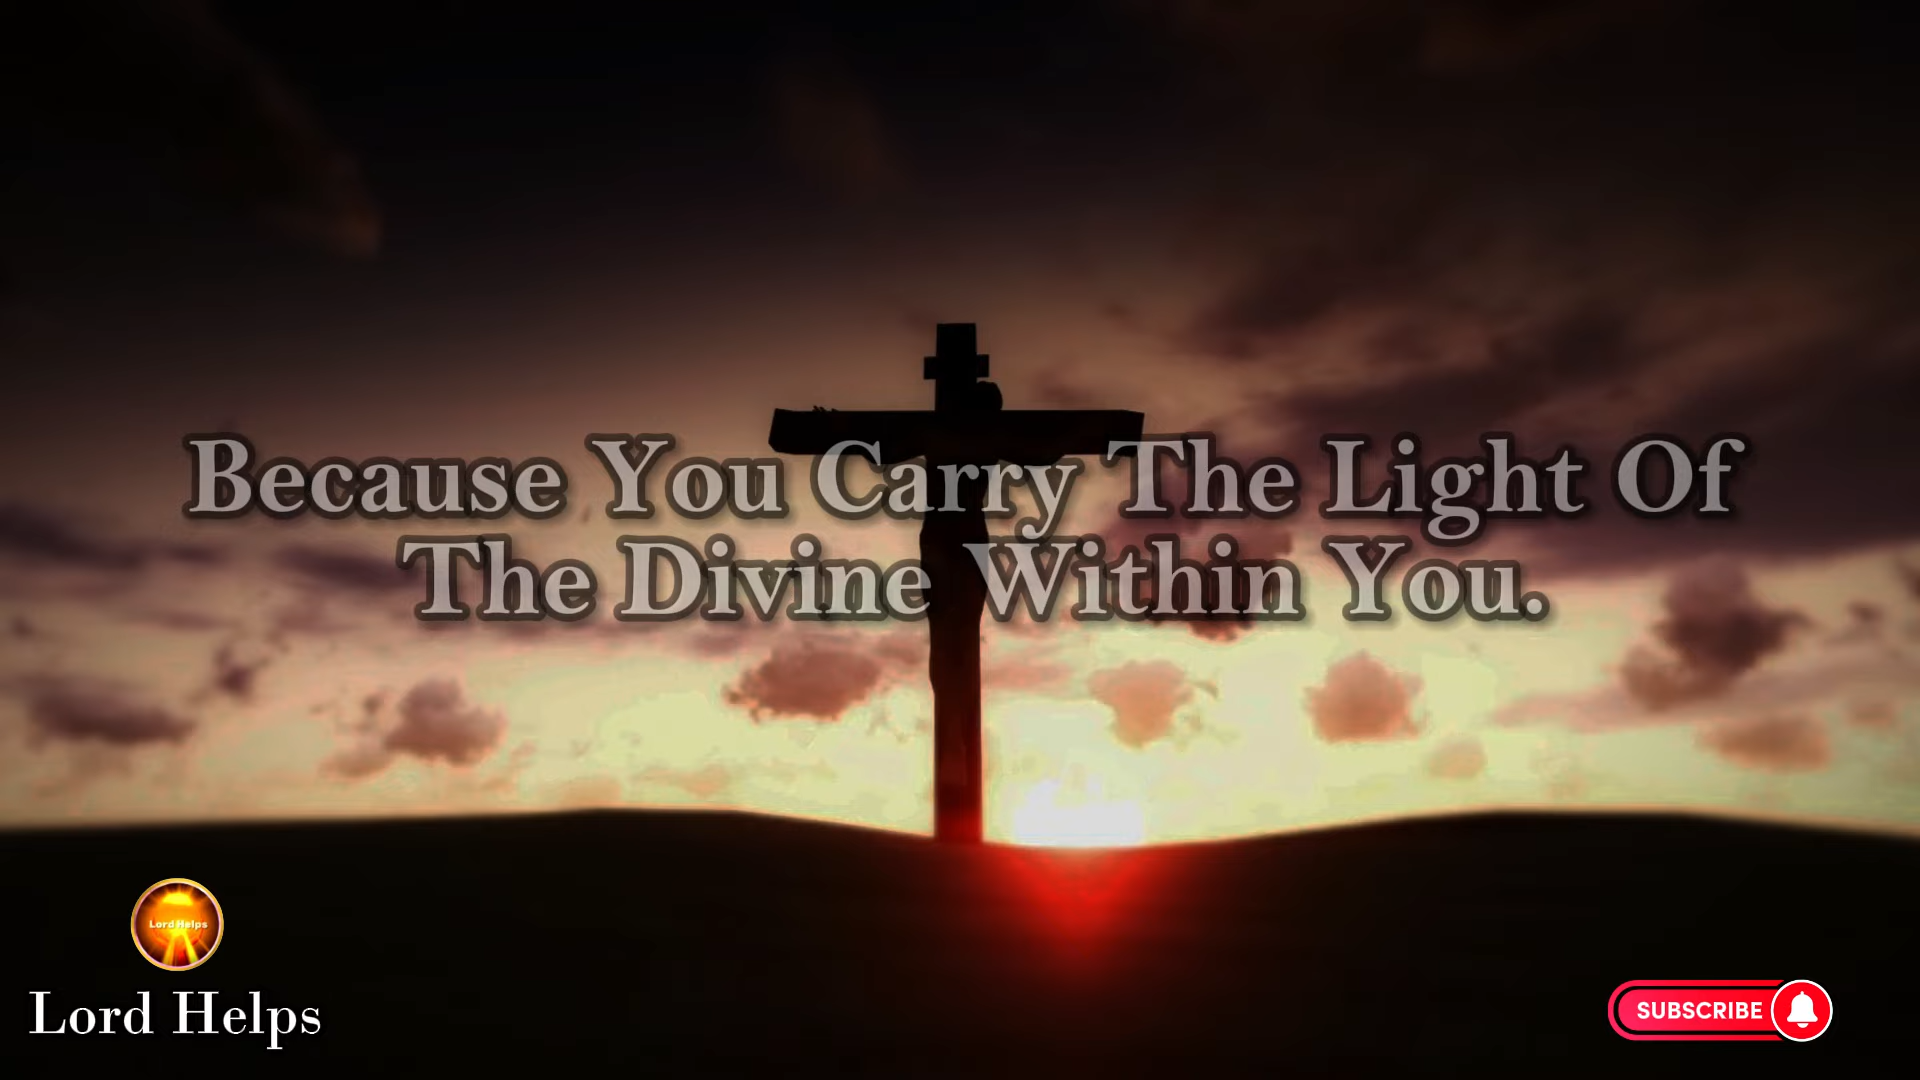 Because You Carry The Light Of
The Divine Within You.
Lord Helps
Lord Helps
SUBSCRIBE